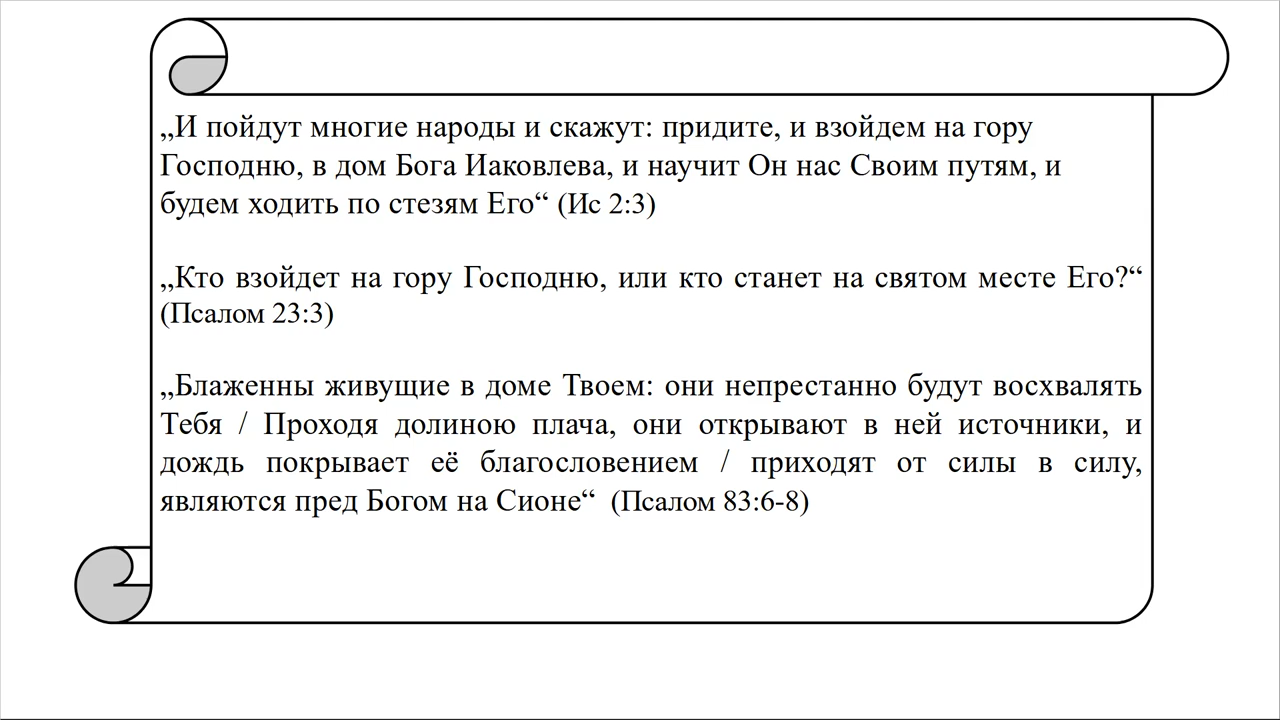 „И пойдут многие народы и скажут: придите, и взойдем на гору
Господню, в дом Бога Иаковлева, и научит Он нас Своим путям, и
будем ходить по стезям Его“ (Ис 2:3)
„Кто взойдет на гору Господню, или кто станет на святом месте Его?“
(Псалом 23:3)
„Блаженны живущие в доме Твоем: они непрестанно будут восхвалять
Тебя / Проходя долиною плача, они открывают в ней источники, и
дождь покрывает её благословением / приходят от силы в силу,
являются пред Богом на Сионе“ (Псалом 83:6-8)